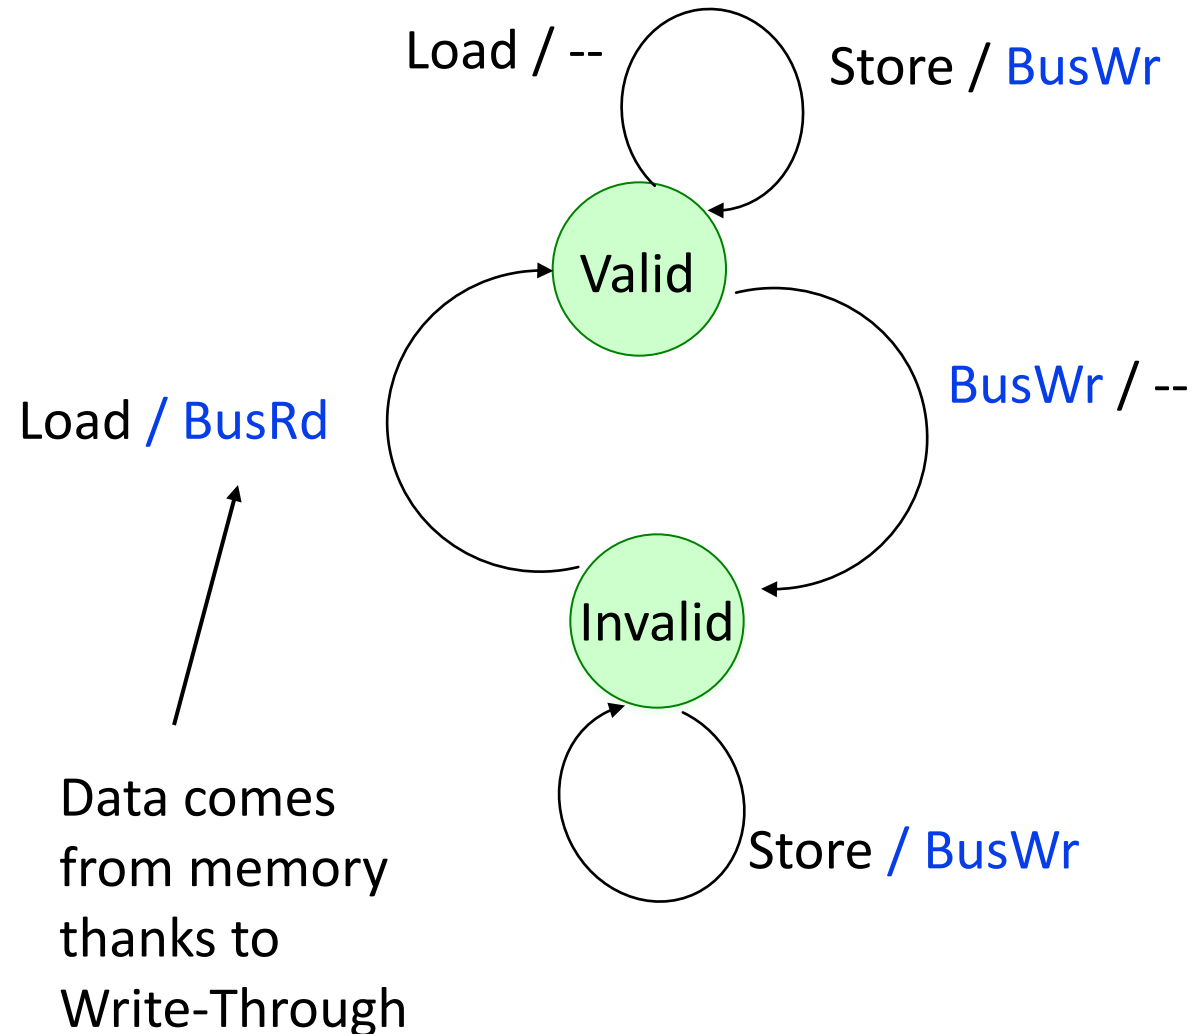 Load / --
Store / BusWr
Valid
BusWr / --
Load / BusRd
Invalid
Data comes
from memory
thanks to
Write-Through
Store / BusWr